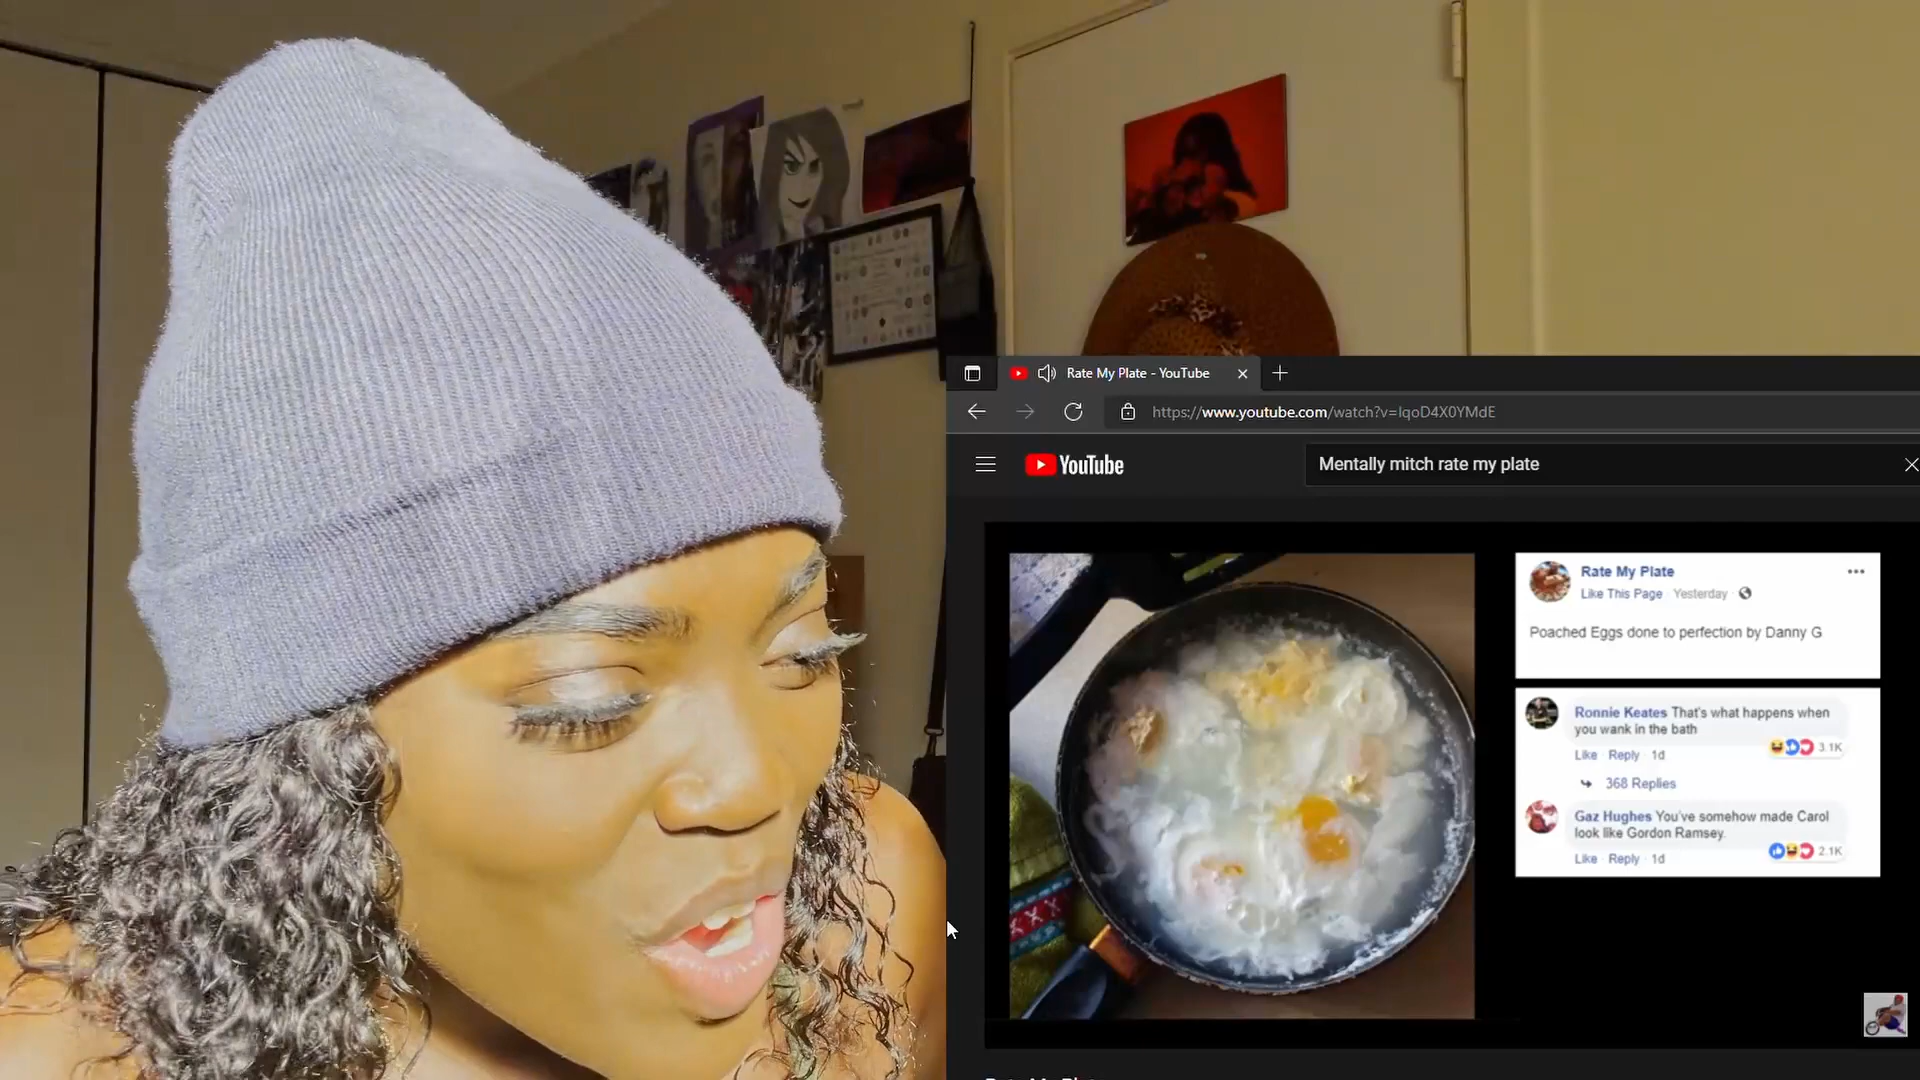 Rate My Plate - YouTube
https://www.youtube.com/watch?v=IqoD4X0YMdE
YouTube
Mentally mitch rate my plate
Rate My Plate
Like This Page · Yesterday ·
Poached Eggs done to perfection by Danny G
Ronnie Keates That's what happens when
you wank in the bath
Like · Reply · 1d
3.1K
368 Replies
Gaz Hughes You've somehow made Carol
look like Gordon Ramsey.
Like · Reply · 1d
2.1K